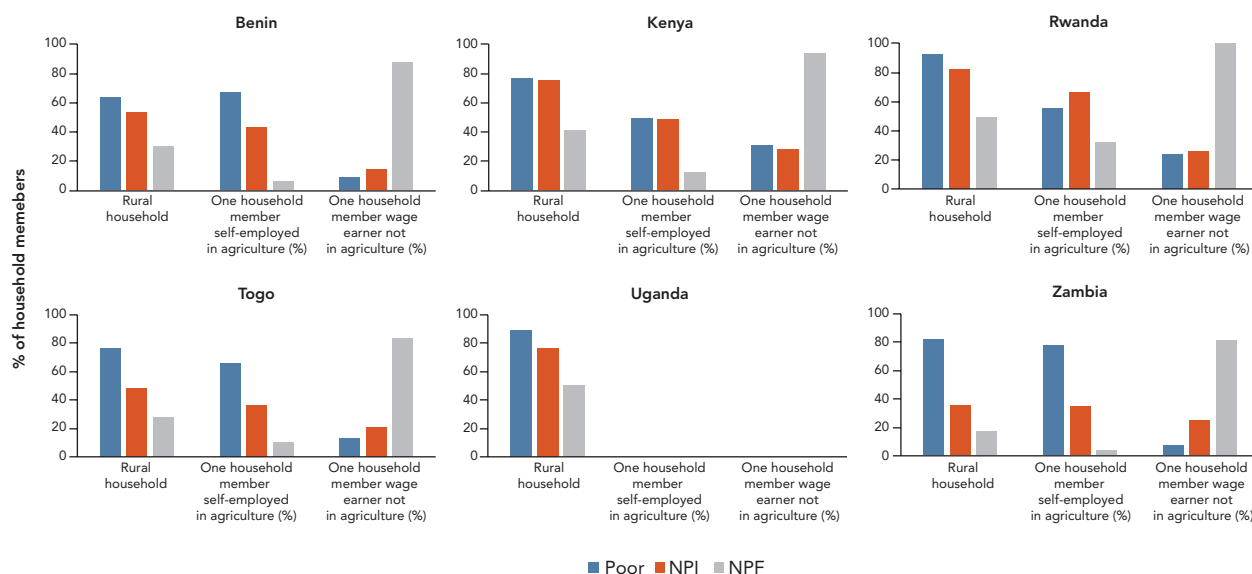 Benin
Kenya
Rwanda
% of household memebers
100
80
60
40
20
0
Rural
household
One household
member
self-employed
in agriculture (%)
One household
member wage
earner not
in agriculture (%)
100
80
60
40
20
0
Rural
household
One household
member
self-employed
in agriculture (%)
One household
member wage
earner not
in agriculture (%)
100
80
60
40
20
0
Rural
household
One household
member
self-employed
in agriculture (%)
One household
member wage
earner not
in agriculture (%)
Togo
Uganda
Zambia
100
80
60
40
20
0
Rural
household
One household
member
self-employed
in agriculture (%)
One household
member wage
earner not
in agriculture (%)
100
80
60
40
20
0
Rural
household
One household
member
self-employed
in agriculture (%)
One household
member wage
earner not
in agriculture (%)
100
80
60
40
20
0
Rural
household
One household
member
self-employed
in agriculture (%)
One household
member wage
earner not
in agriculture (%)
Poor NPI NPF